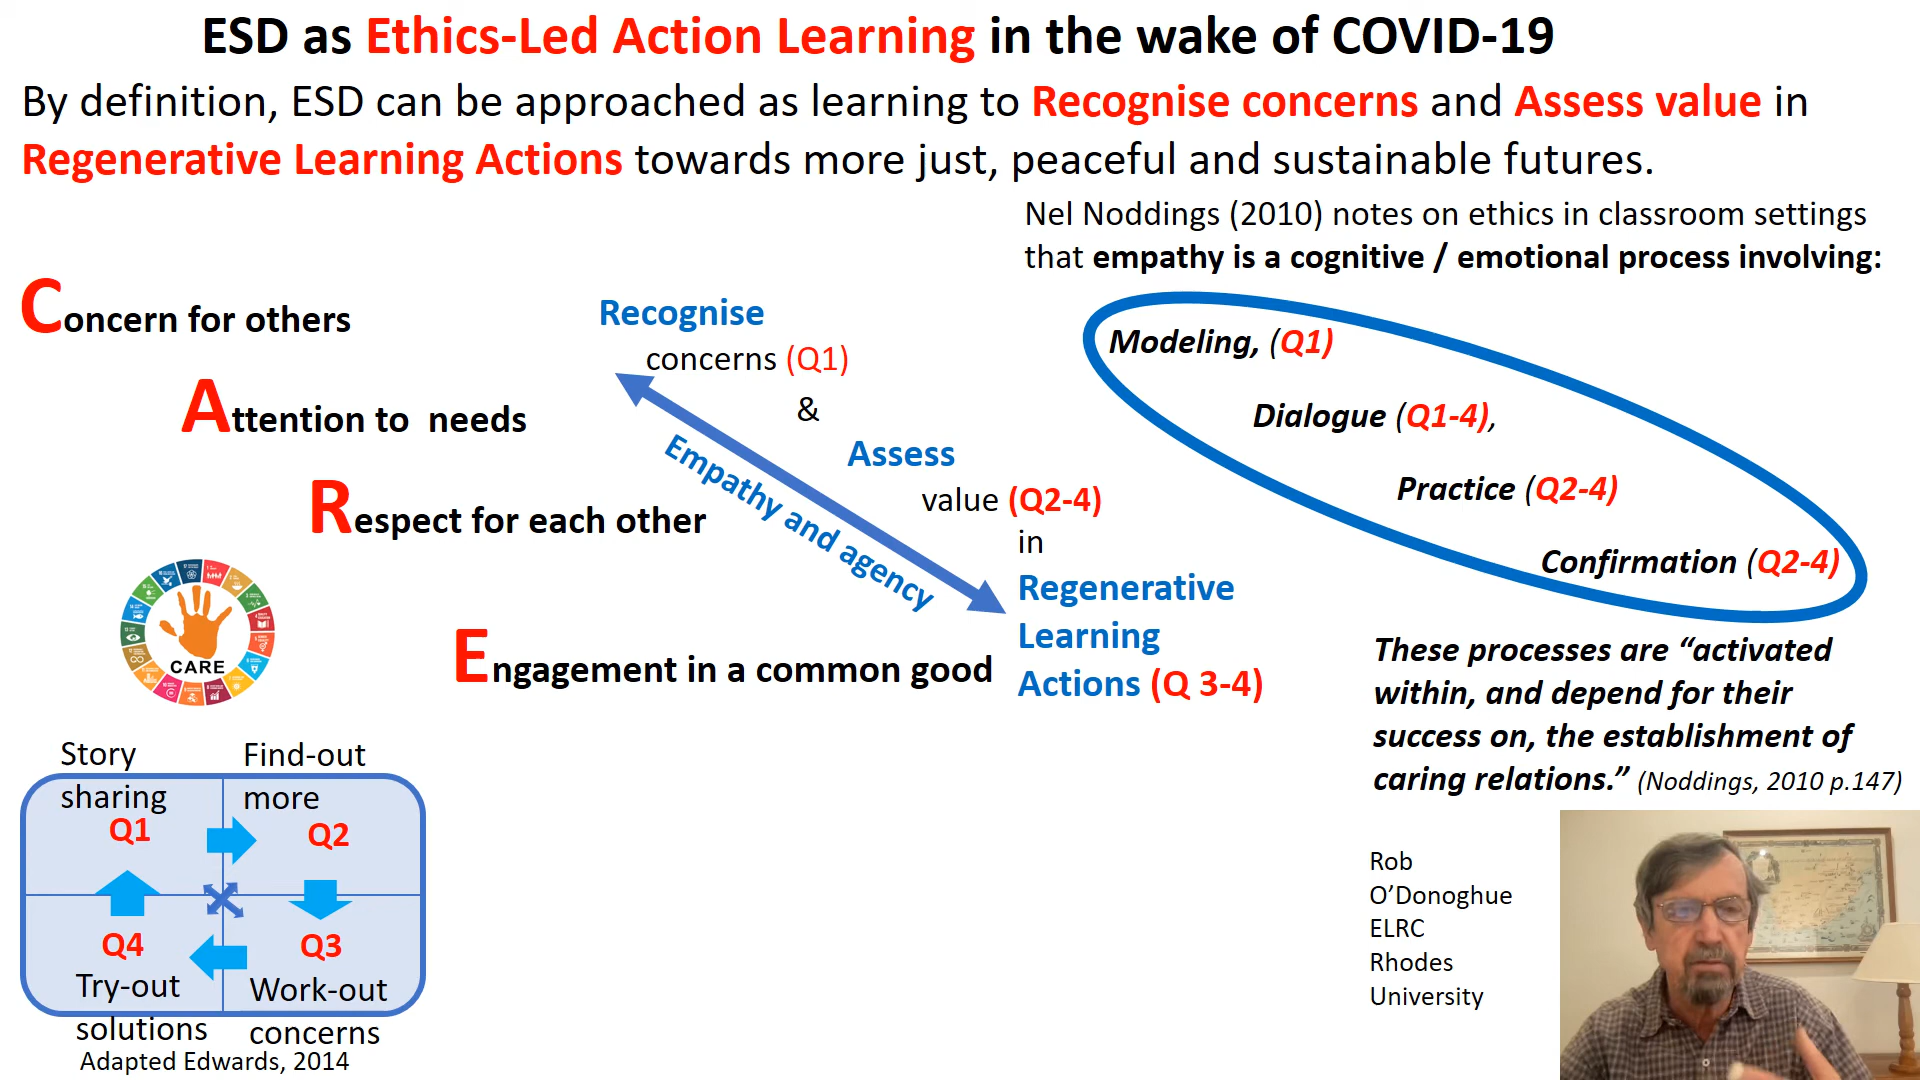 ESD as Ethics-Led Action Learning in the wake of COVID-19
By definition, ESD can be approached as learning to Recognise concerns and Assess value in
Regenerative Learning Actions towards more just, peaceful and sustainable futures.
Nel Noddings (2010) notes on ethics in classroom settings
that empathy is a cognitive / emotional process involving:
Concern for others
Attention to  needs
Respect for each other
Engagement in a common good
CARE
Recognise
concerns (Q1)
&
Assess
value (Q2-4)
in
Regenerative
Learning
Actions (Q 3-4)
Empathy and agency
Modeling, (Q1)
Dialogue (Q1-4),
Practice (Q2-4)
Confirmation (Q2-4)
These processes are “activated
within, and depend for their
success on, the establishment of
caring relations.” (Noddings, 2010 p.147)
Story
sharing
Q1
Find-out
more
Q2
Q4
Try-out
solutions
Q3
Work-out
concerns
Adapted Edwards, 2014
Rob
O’Donoghue
ELRC
Rhodes
University